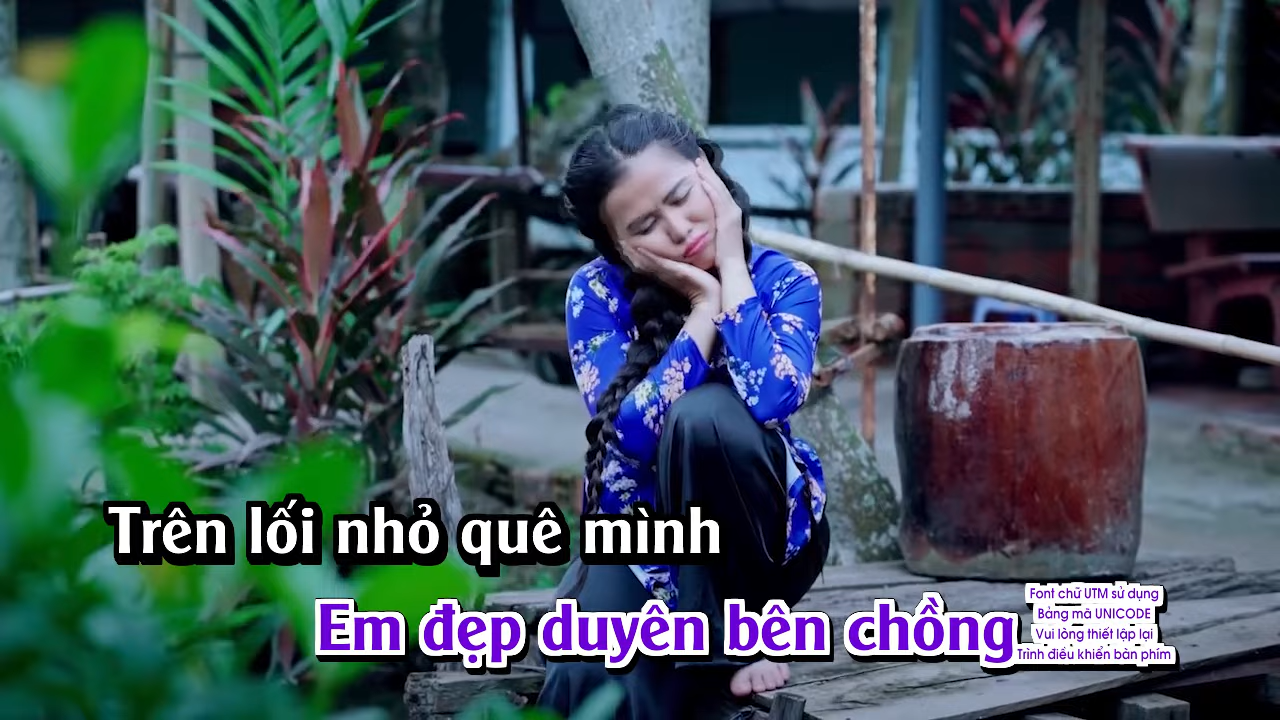 Trên lối nhỏ quê mình
Em đẹp duyên bên chồng
Font chữ UTM sử dụng
Bảng mã UNICODE
Vui lòng thiết lập lại
Trình điều khiển bàn phím